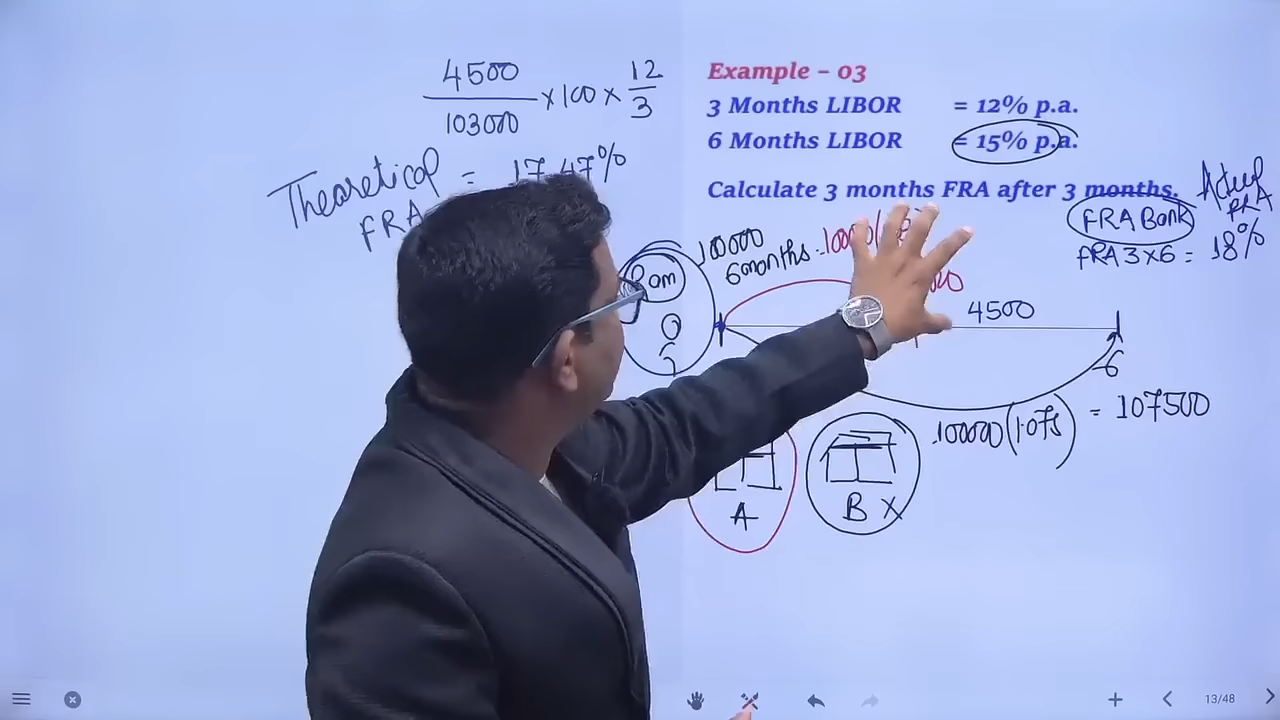 4500
103000
×100 ×
12
3
Theoretical = 17.47%
FRA
Example – 03
3 Months LIBOR = 12% p.a.
6 Months LIBOR = 15% p.a.
Calculate 3 months FRA after 3 months.
Actual
FRA
FRA Bank
FRA 3×6 = 18%
100000
6 months
4500
6
100000(1.075) = 107500
A
B X
13/48